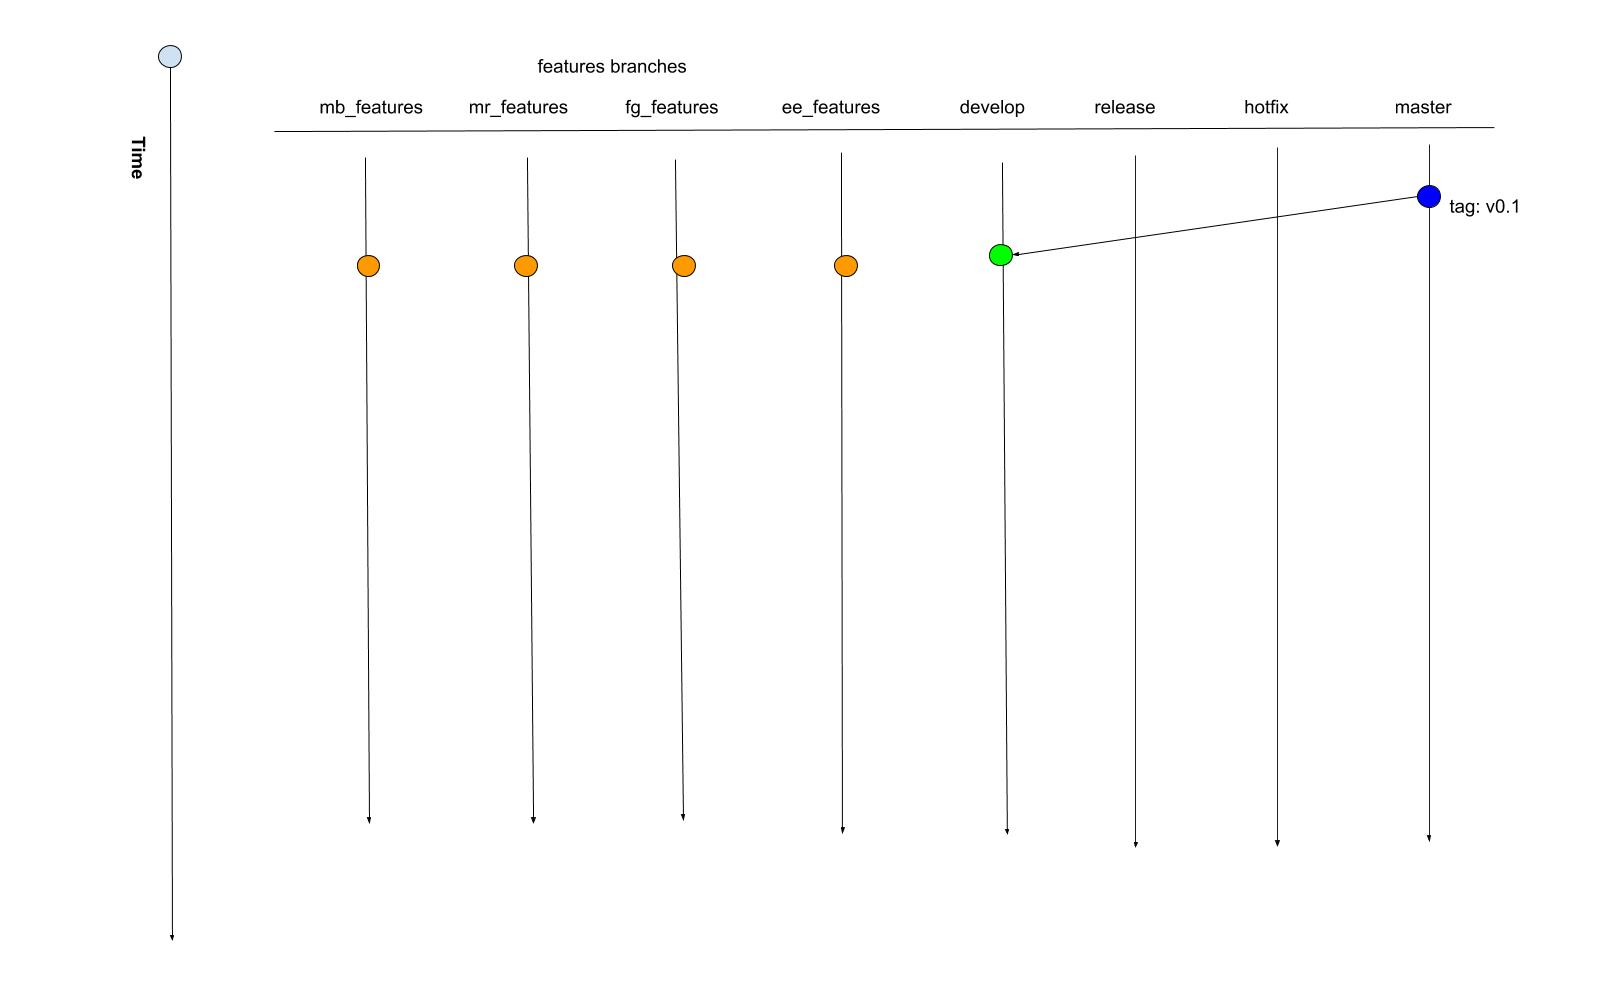 features branches
mb_features mr_features fg_features ee_features develop release hotfix master
Time
tag: v0.1